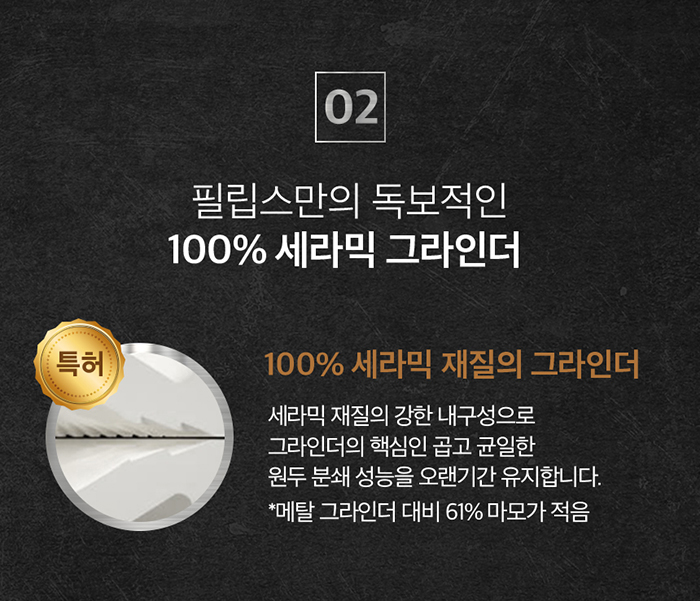 02
필립스만의 독보적인
100% 세라믹 그라인더
특허
100% 세라믹 재질의 그라인더
세라믹 재질의 강한 내구성으로
그라인더의 핵심인 곱고 균일한
원두 분쇄 성능을 오랜기간 유지합니다.
*메탈 그라인더 대비 61% 마모가 적음